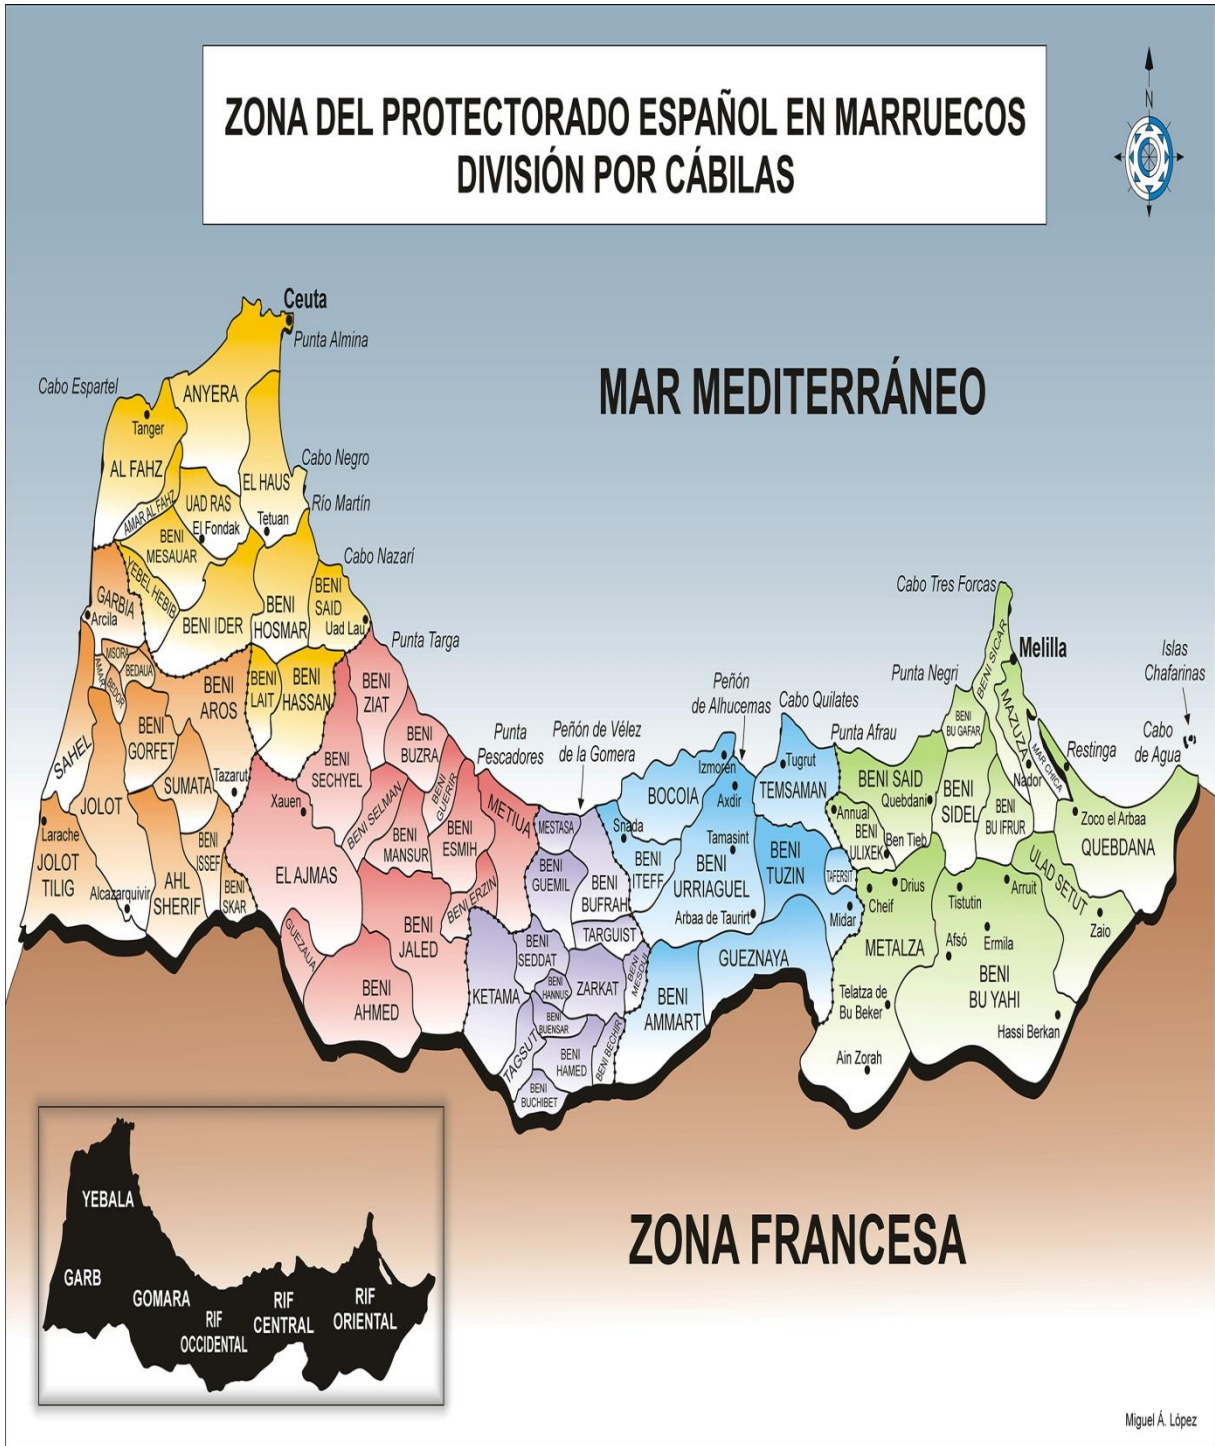 ZONA DEL PROTECTORADO ESPAÑOL EN MARRUECOS
DIVISIÓN POR CÁBILAS
N
Ceuta
Punta Almina
Cabo Espartel
ANYERA
Tanger
MAR MEDITERRÁNEO
AL FAHZ
Cabo Negro
EL HAUS
AMAR AL FAHZ
UAD RAS
Río Martín
El Fondak
Tetuan
BENI
MESAUAR
Cabo Nazarí
YEBEL HEBIB
GARBIA
Arcila
BENI IDER
BENI
HOSMAR
BENI
SAID
Uad Lau
Punta Targa
Cabo Tres Forcas
BENI SICAR
Melilla
Islas
Chafarinas
MSORA
AMAR
BEDAUA
BEDOR
BENI
AROS
BENI
LAIT
BENI
HASSAN
BENI
ZIAT
Punta Negri
Peñón
de Alhucemas
Cabo Quilates
BENI
GORFET
BENI
BUZRA
Punta
Pescadores
Peñón de Vélez
de la Gomera
Punta Afrau
BENI
BU GAFAR
MAZUZA
MAR CHICA
Restinga
Cabo
de Agua
SAHEL
SUMATA
Tazarut
BENI
SECHYEL
BENI
GUERIR
Izmoren
Tugrut
TEMSAMAN
BENI SAID
Quebdani
Nador
JOLOT
Xauen
BENI SELMAN
METIUA
BOCOIA
Axdir
Annual
BENI
SIDEL
BENI
BU IFRUR
Zoco el Arbaa
QUEBDANA
Larache
JOLOT
TILIG
BENI
ISSEF
BENI
MANSUR
BENI
ESMIH
MESTASA
Snada
Tamasint
BENI
TUZIN
BENI
ULIXEK
Ben Tieb
ULAD SETUT
Alcazarquivir
AHL
SHERIF
BENI
SKAR
EL AJMAS
BENI ERZIN
BENI
GUEMIL
BENI
BUFRAH
BENI
ITEFF
BENI
URRIAGUEL
TAFERSIT
Drius
Cheif
Tistutin
Arruit
Arbaa de Taurirt
Midar
Zaio
GUEZAUA
BENI
JALED
TARGUIST
BENI
SEDDAT
BENI
MESDUI
GUEZNAYA
METALZA
Afsó
Ermila
BENI
BU YAHI
BENI
AHMED
KETAMA
BENI
HANNUS
ZARKAT
BENI
AMMART
Telatza de
Bu Beker
BENI
BUENSAR
TAGSUT
BENI
HAMED
BENI BECHIR
Hassi Berkan
Ain Zorah
BENI
BUCHIBET
YEBALA
GARB
GOMARA
RIF
OCCIDENTAL
RIF
CENTRAL
RIF
ORIENTAL
ZONA FRANCESA
Miguel Á. López